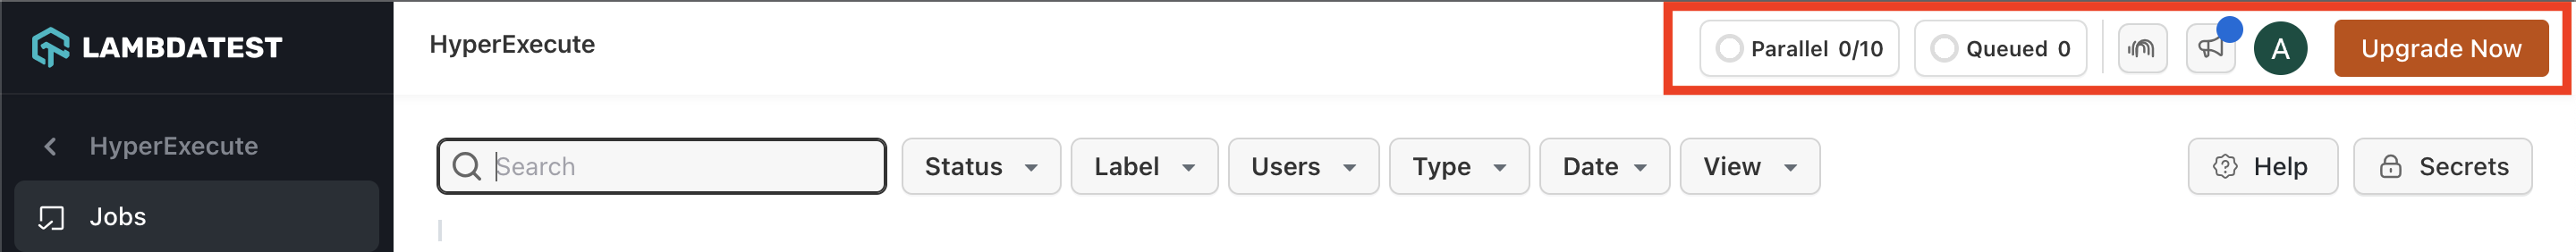 LAMBDATEST
HyperExecute
Parallel 0/10
Queued 0
A
Upgrade Now
HyperExecute
Search
Status
Label
Users
Type
Date
View
Help
Secrets
Jobs